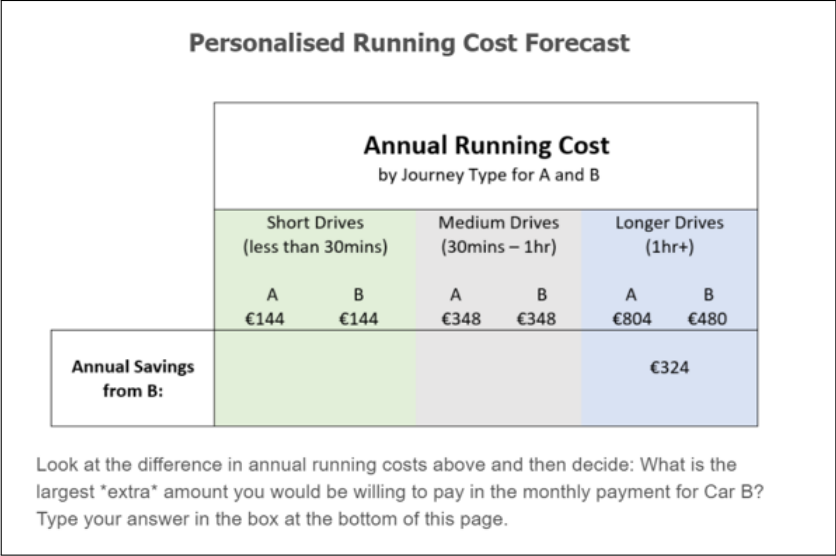 Personalised Running Cost Forecast
Annual Running Cost
by Journey Type for A and B
Short Drives Medium Drives Longer Drives
(less than 30mins) (30mins – 1hr) (1hr+)
A B A B A B
€144 €144 €348 €348 €804 €480
Annual Savings
from B:
€324
Look at the difference in annual running costs above and then decide: What is the
largest *extra* amount you would be willing to pay in the monthly payment for Car B?
Type your answer in the box at the bottom of this page.